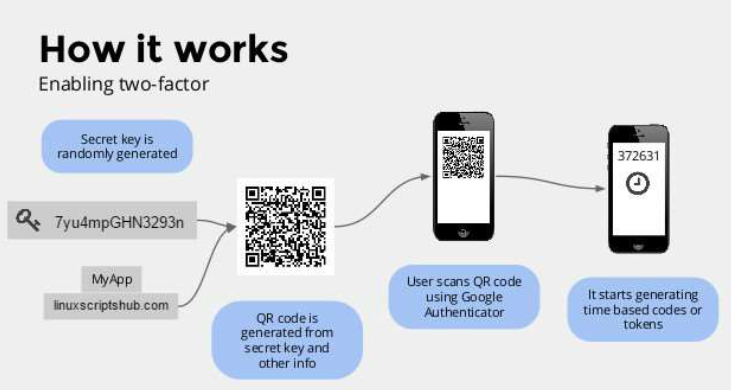 How it works
Enabling two-factor
Secret key is
randomly generated
7yu4mpGHN3293n
MyApp
linuxscriptshub.com
QR code is
generated from
secret key and
other info
User scans QR code
using Google
Authenticator
372631
It starts generating
time based codes or
tokens